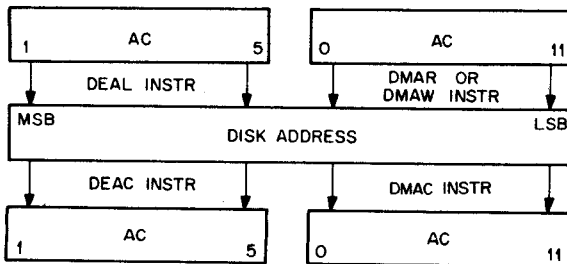 AC AC
1 5 0 11
DEAL INSTR DMAR OR
DMAW INSTR
MSB LSB
DISK ADDRESS
DEAC INSTR DMAC INSTR
AC AC
1 5 0 11